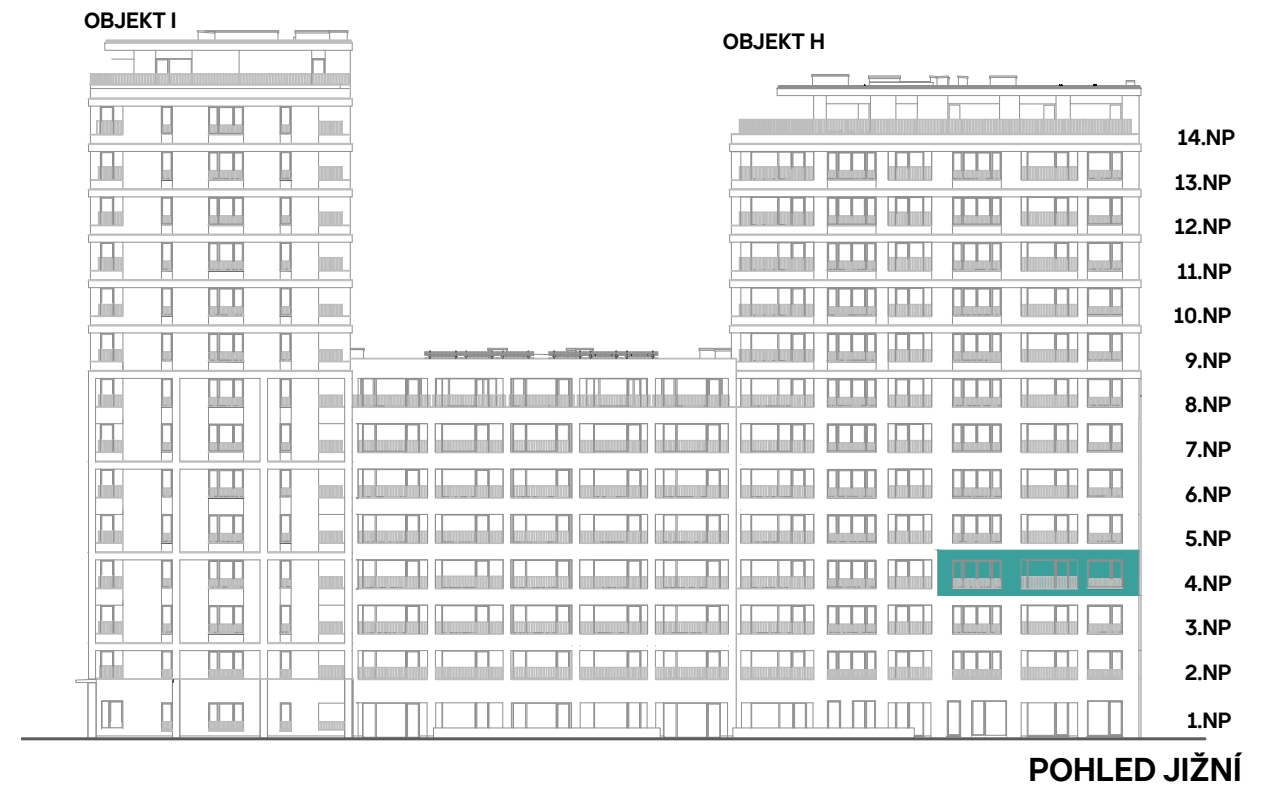 OBJEKT I
OBJEKT H
14.NP
13.NP
12.NP
11.NP
10.NP
9.NP
8.NP
7.NP
6.NP
5.NP
4.NP
3.NP
2.NP
1.NP
POHLED JIŽNÍ